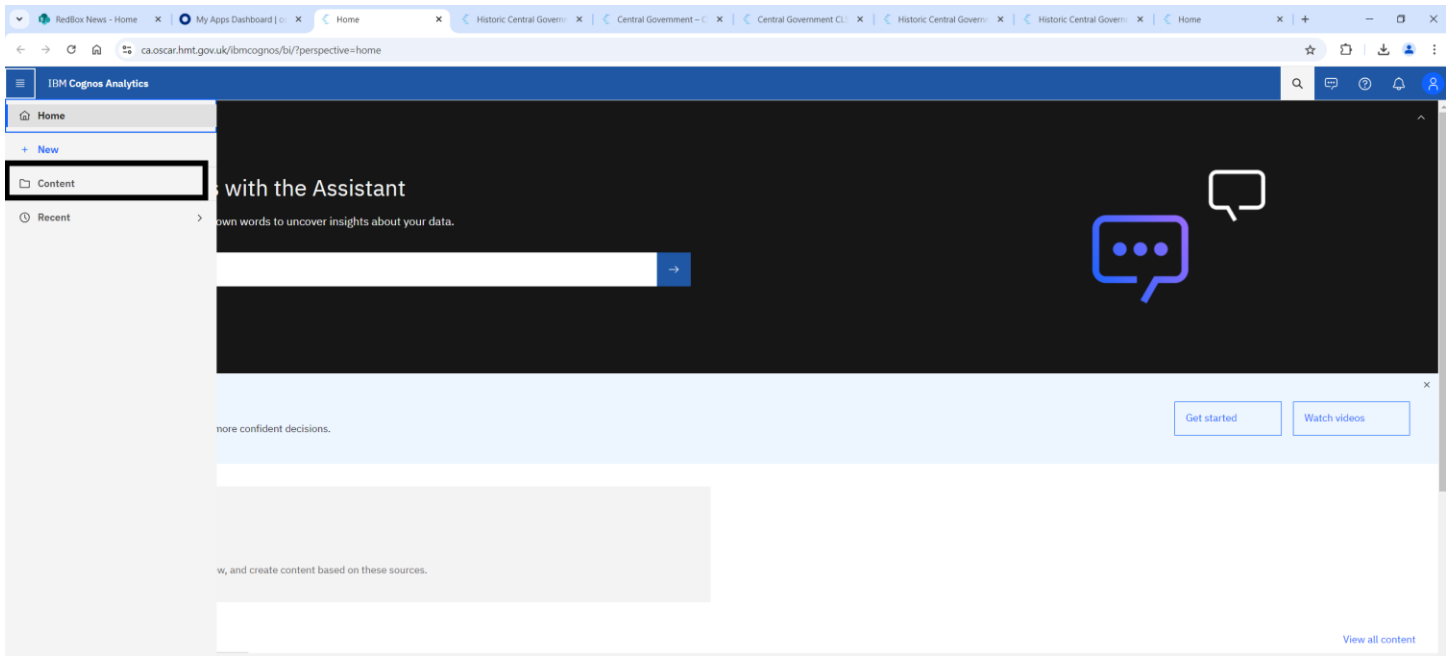 RedBox News - Home
My Apps Dashboard | o
Home
Historic Central Govern
Central Government – C
Central Government CL
Historic Central Govern
Historic Central Govern
Home
ca.oscar.hmt.gov.uk/ibmcognos/bi/?perspective=home
IBM Cognos Analytics
Home
New
Content
Recent
with the Assistant
own words to uncover insights about your data.
more confident decisions.
Get started
Watch videos
w, and create content based on these sources.
View all content